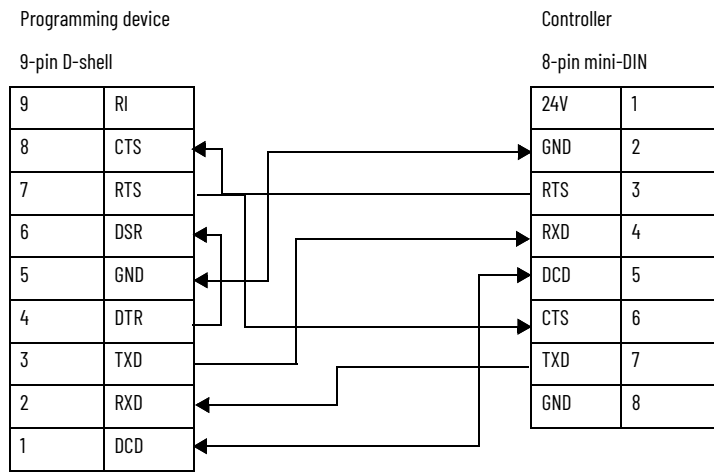 Programming device Controller
9-pin D-shell 8-pin mini-DIN
9 RI 24V 1
8 CTS GND 2
7 RTS RTS 3
6 DSR RXD 4
5 GND DCD 5
4 DTR CTS 6
3 TXD TXD 7
2 RXD GND 8
1 DCD